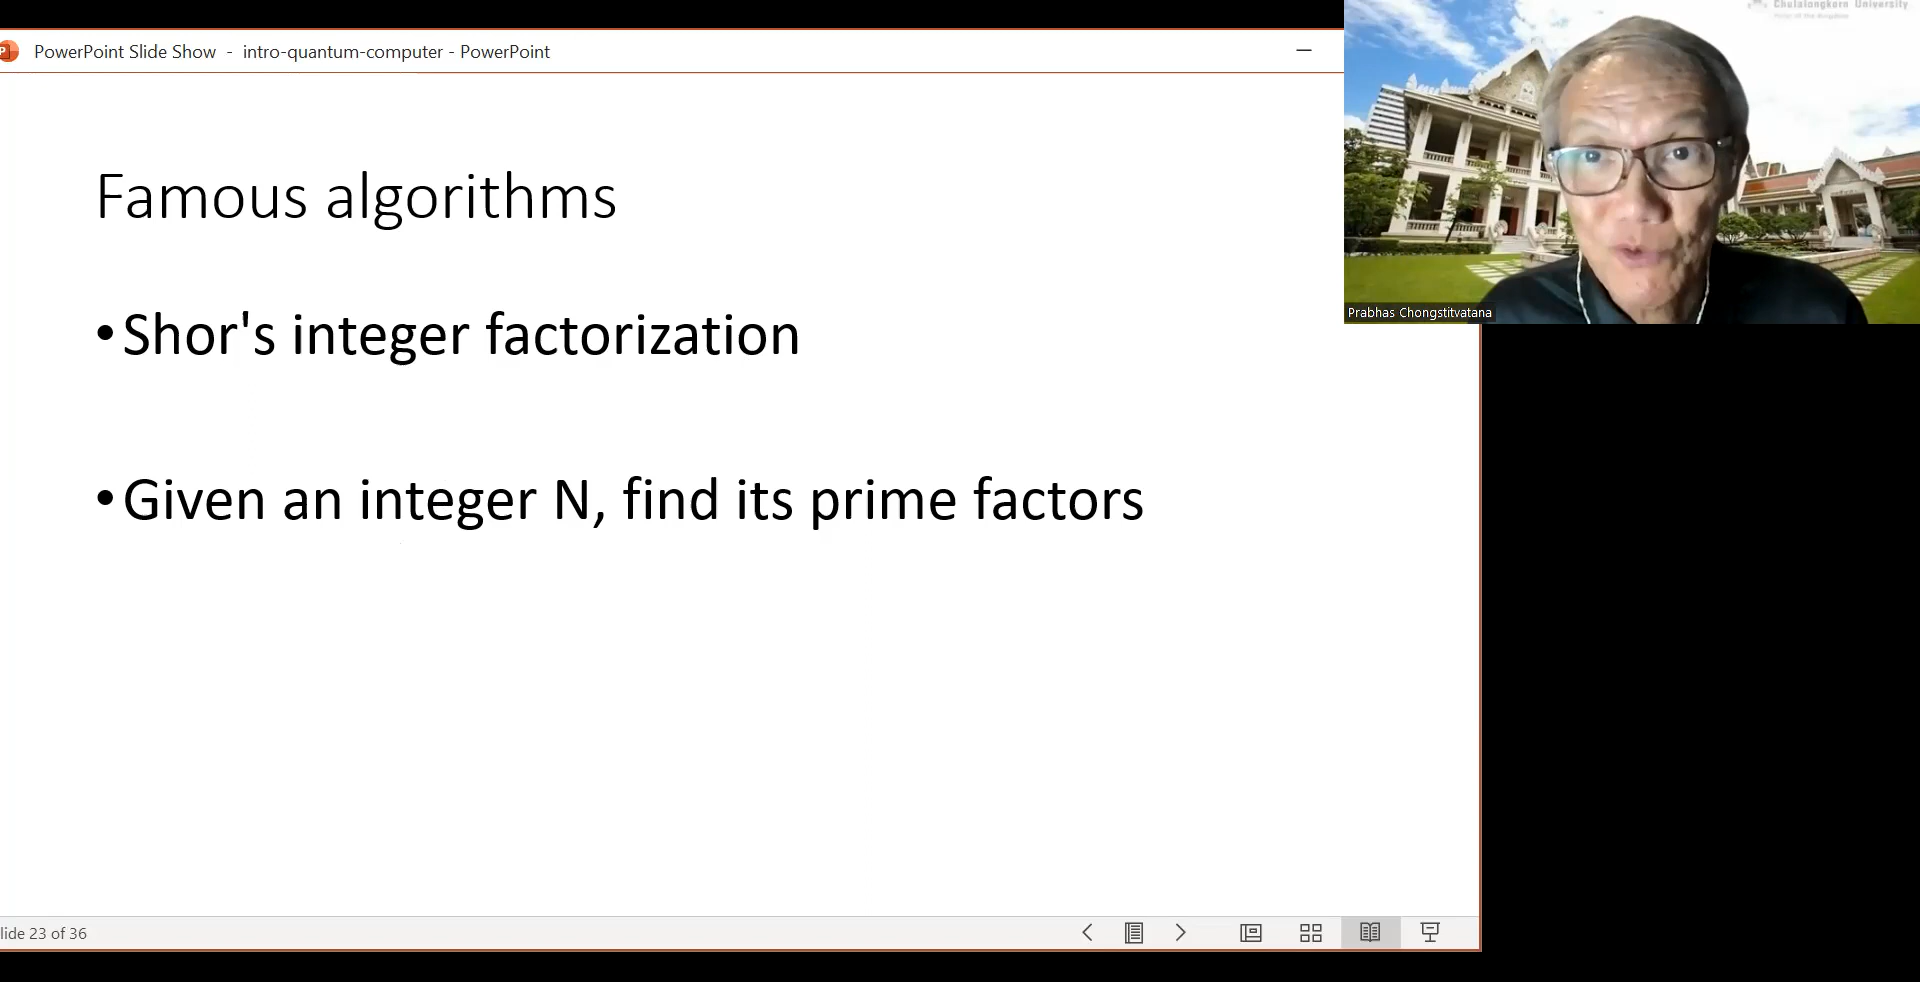 PowerPoint Slide Show - intro-quantum-computer - PowerPoint
Chulalongkorn University
Famous algorithms
•Shor's integer factorization
Prabhas Chongstitvatana
•Given an integer N, find its prime factors
lide 23 of 36